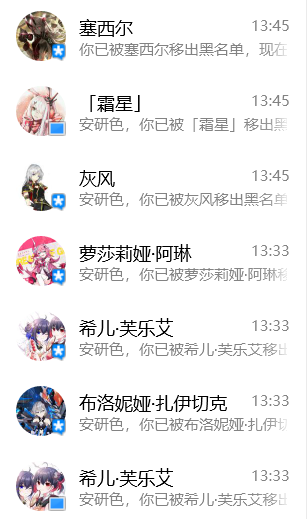 塞西尔 13:45
你已被塞西尔移出黑名单，现在
「霜星」 13:45
安研色，你已被「霜星」移出黑
灰风 13:45
安研色，你已被灰风移出黑名单
萝莎莉娅·阿琳 13:33
安研色，你已被萝莎莉娅·阿琳移
希儿·芙乐艾 13:33
安研色，你已被希儿·芙乐艾移出
布洛妮娅·扎伊切克 13:33
安研色，你已被布洛妮娅·扎伊
希儿·芙乐艾 13:33
安研色，你已被希儿·芙乐艾移出